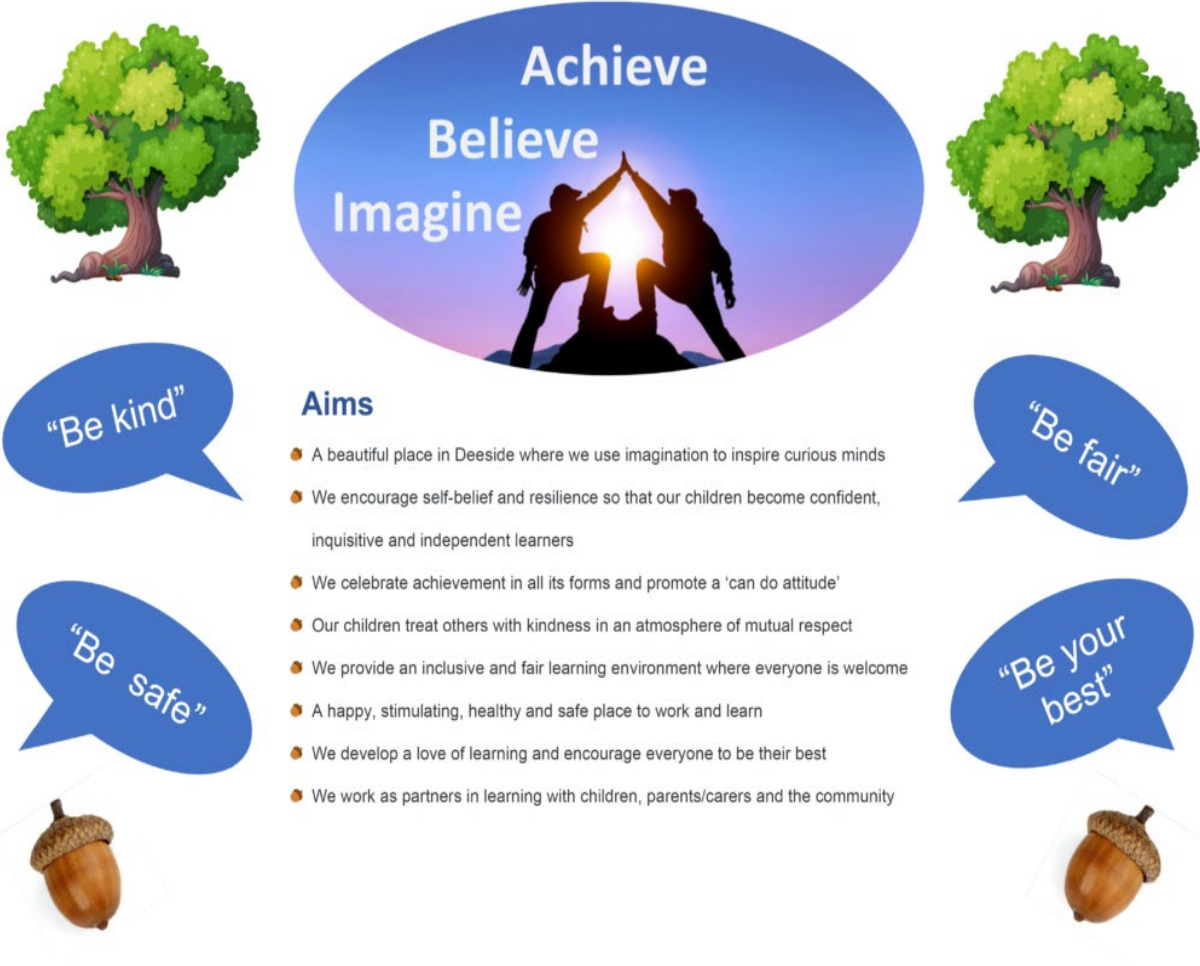 Achieve
Believe
Imagine
“Be kind”
“Be fair”
Aims
A beautiful place in Deeside where we use imagination to inspire curious minds
We encourage self-belief and resilience so that our children become confident,
inquisitive and independent learners
We celebrate achievement in all its forms and promote a ‘can do attitude’
Our children treat others with kindness in an atmosphere of mutual respect
We provide an inclusive and fair learning environment where everyone is welcome
A happy, stimulating, healthy and safe place to work and learn
We develop a love of learning and encourage everyone to be their best
We work as partners in learning with children, parents/carers and the community
“Be safe”
“Be your
best”